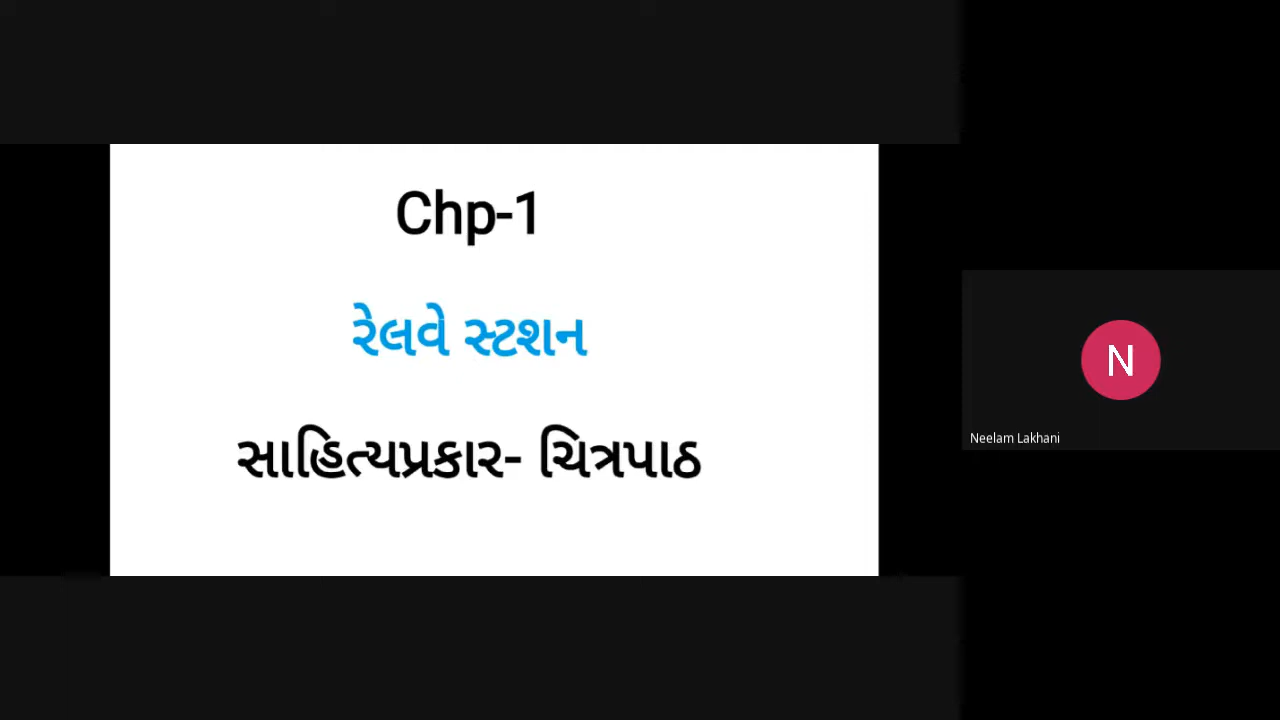 Chp-1
રેલવે સ્ટશન
સાહિત્યપ્રકાર- ચિત્રપાઠ
N
Neelam Lakhani